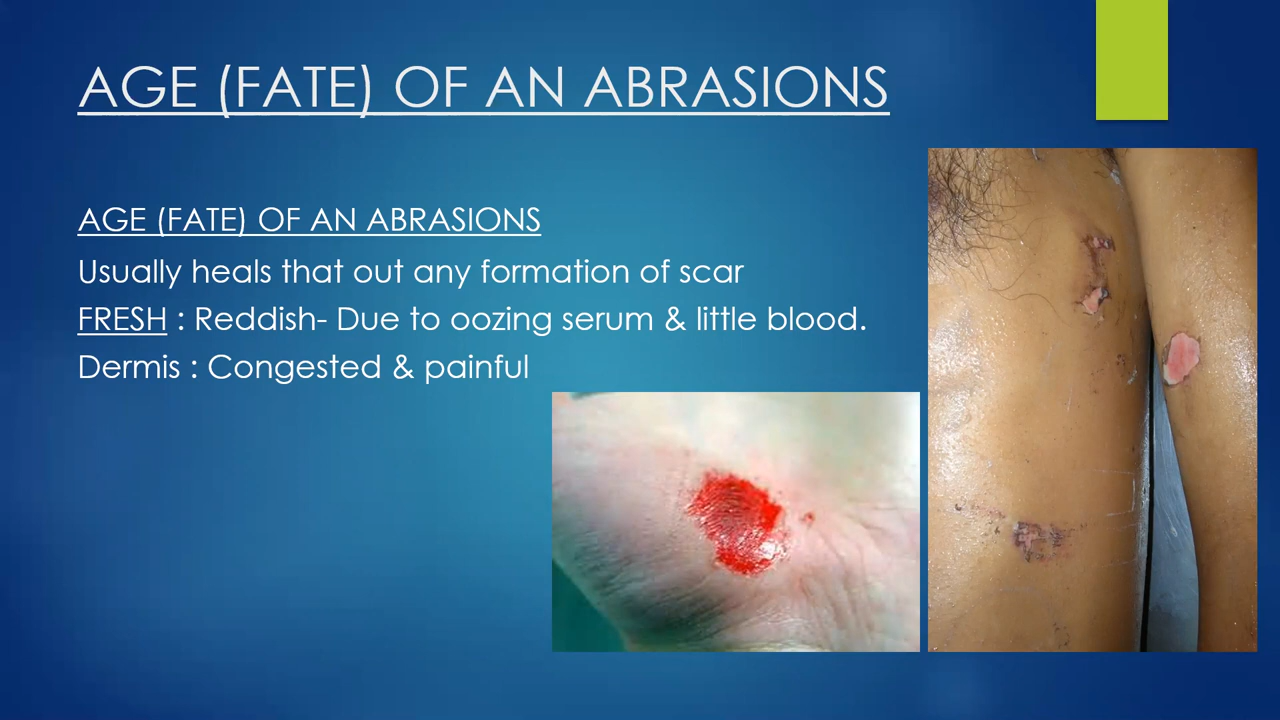 AGE (FATE) OF AN ABRASIONS
AGE (FATE) OF AN ABRASIONS
Usually heals that out any formation of scar
FRESH : Reddish- Due to oozing serum & little blood.
Dermis : Congested & painful